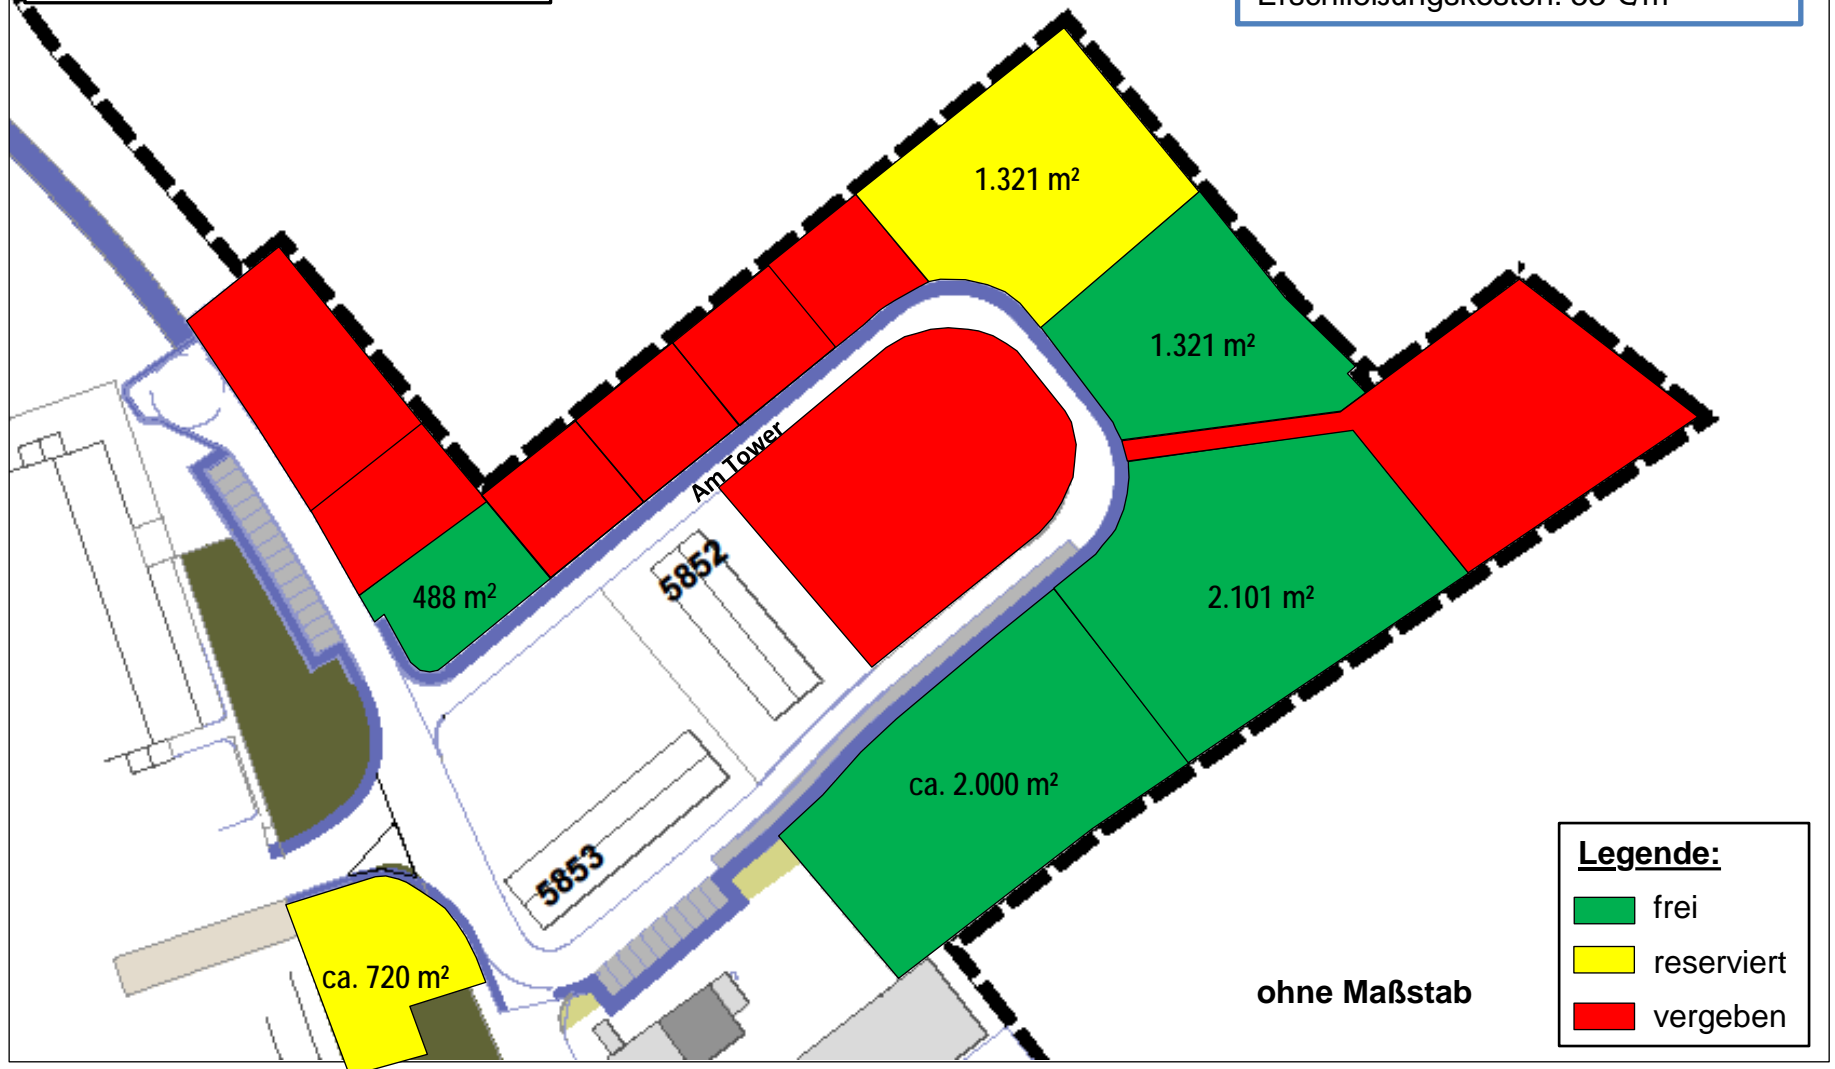 1.321 m²
1.321 m²
Am Tower
5852
488 m²
2.101 m²
ca. 2.000 m²
5853
ca. 720 m²
ohne Maßstab
Legende:
frei
reserviert
vergeben